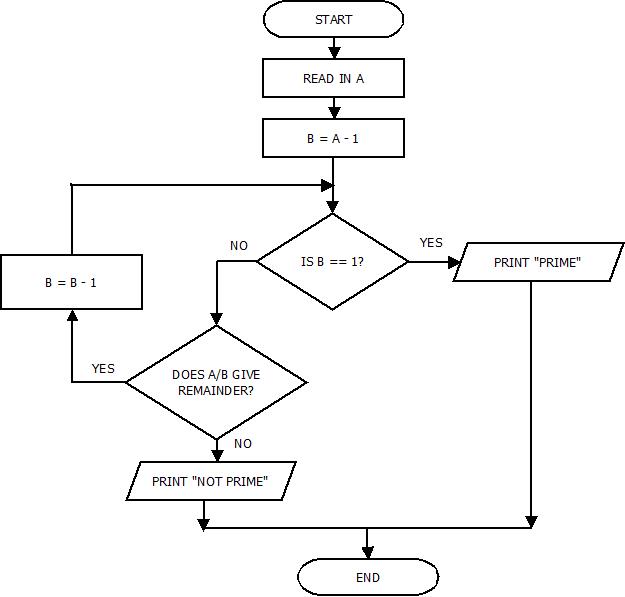 START
READ IN A
B = A - 1
NO
YES
IS B == 1?
PRINT "PRIME"
B = B - 1
YES
DOES A/B GIVE
REMAINDER?
NO
PRINT "NOT PRIME"
END